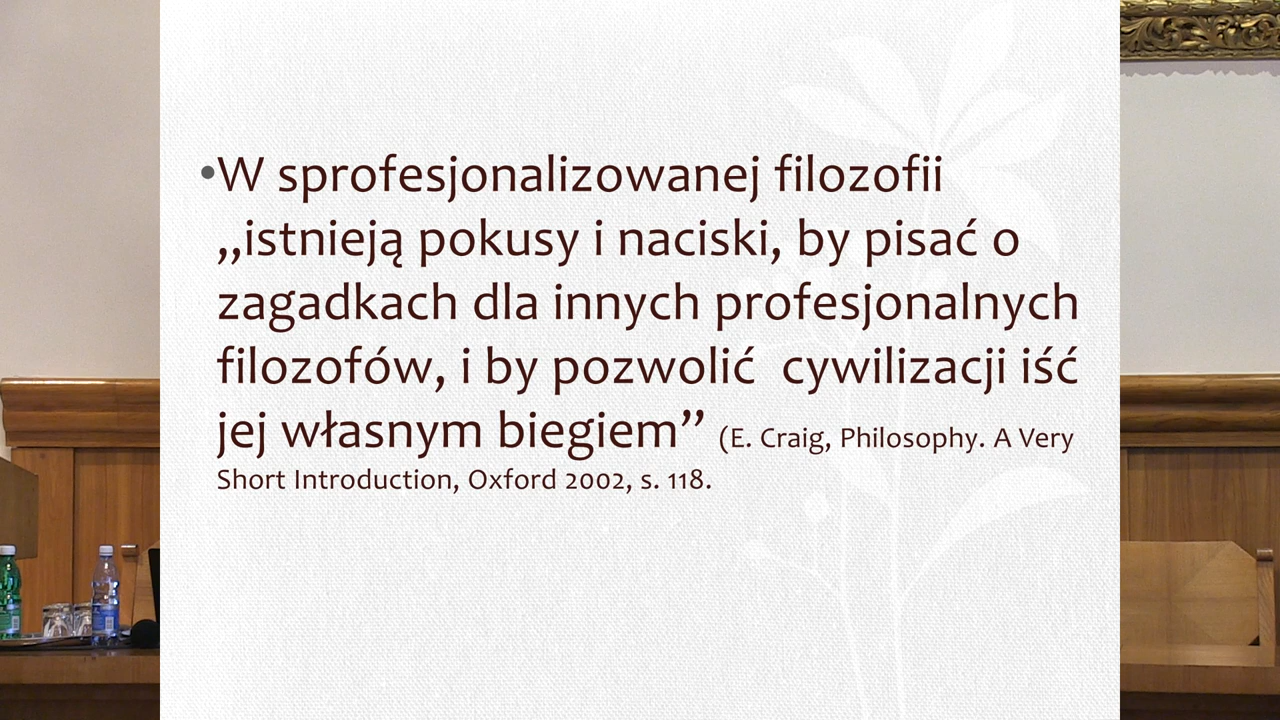 •W sprofesjonalizowanej filozofii
„istnieją pokusy i naciski, by pisać o
zagadkach dla innych profesjonalnych
filozofów, i by pozwolić cywilizacji iść
jej własnym biegiem” (E. Craig, Philosophy. A Very
Short Introduction, Oxford 2002, s. 118.